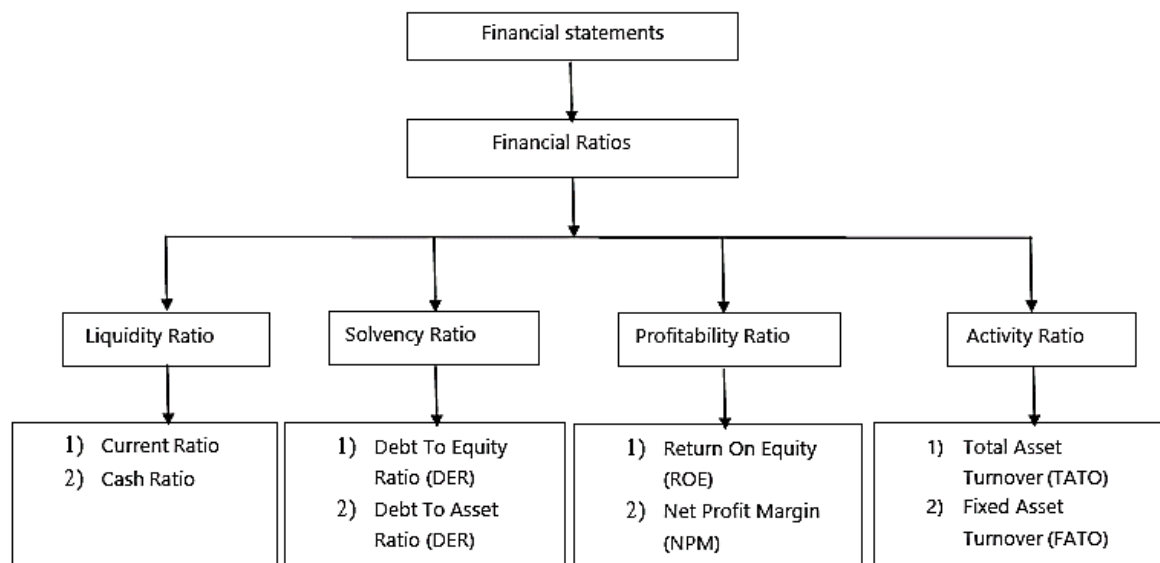 Financial statements
Financial Ratios
Liquidity Ratio
Solvency Ratio
Profitability Ratio
Activity Ratio
1) Current Ratio
2) Cash Ratio
1) Debt To Equity
Ratio (DER)
2) Debt To Asset
Ratio (DER)
1) Return On Equity
(ROE)
2) Net Profit Margin
(NPM)
1) Total Asset
Turnover (TATO)
2) Fixed Asset
Turnover (FATO)